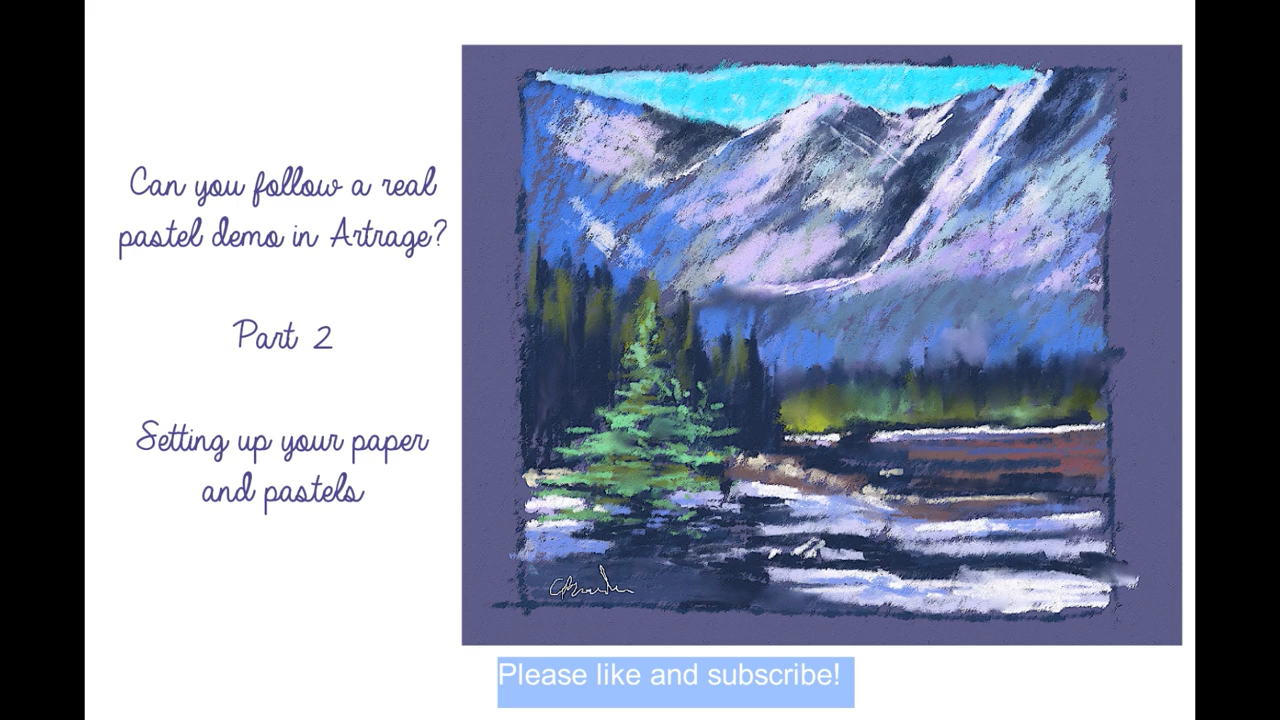 Can you follow a real
pastel demo in Artrage?
Part 2
Setting up your paper
and pastels
Please like and subscribe!